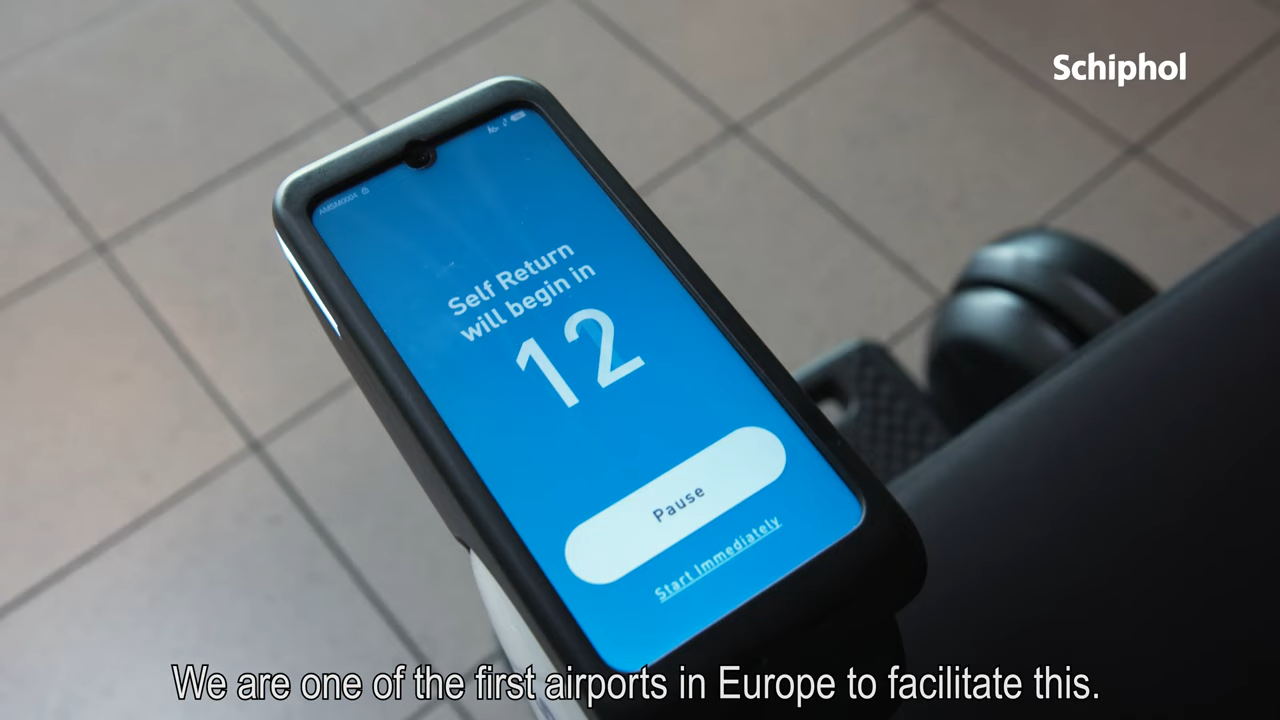 Schiphol
AMSM0004
Self Return
will begin in
12
Pause
Start immediately
We are one of the first airports in Europe to facilitate this.